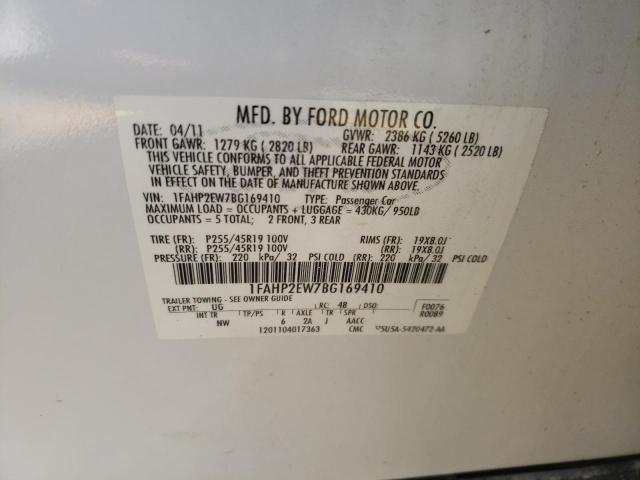 MFD. BY FORD MOTOR CO.
DATE: 04/11 GVWR: 2386 KG ( 5260 LB)
FRONT GAWR: 1279 KG ( 2820 LB) REAR GAWR: 1143 KG ( 2520 LB)
THIS VEHICLE CONFORMS TO ALL APPLICABLE FEDERAL MOTOR
VEHICLE SAFETY, BUMPER, AND THEFT PREVENTION STANDARDS
IN EFFECT ON THE DATE OF MANUFACTURE SHOWN ABOVE.
VIN: 1FAHP2EW7BG169410 TYPE: Passenger Car
MAXIMUM LOAD = OCCUPANTS + LUGGAGE = 430KG/ 950LB
OCCUPANTS = 5 TOTAL; 2 FRONT, 3 REAR
TIRE (FR): P255/45R19 100V RIMS (FR): 19X8.0J
(RR): P255/45R19 100V (RR): 19X8.0J
PRESSURE (FR): 220 kPa/ 32 PSI COLD (RR): 220 kPa/ 32 PSI COLD
1FAHP2EW7BG169410
TRAILER TOWING - SEE OWNER GUIDE
EXT PNT: UG RC: 48 DSO: F0076
INT TR TP/PS R AXLE TR SPR R0089
NW 6 2A J AACC
1201104017363 CMC 5U5A-5420472-AA